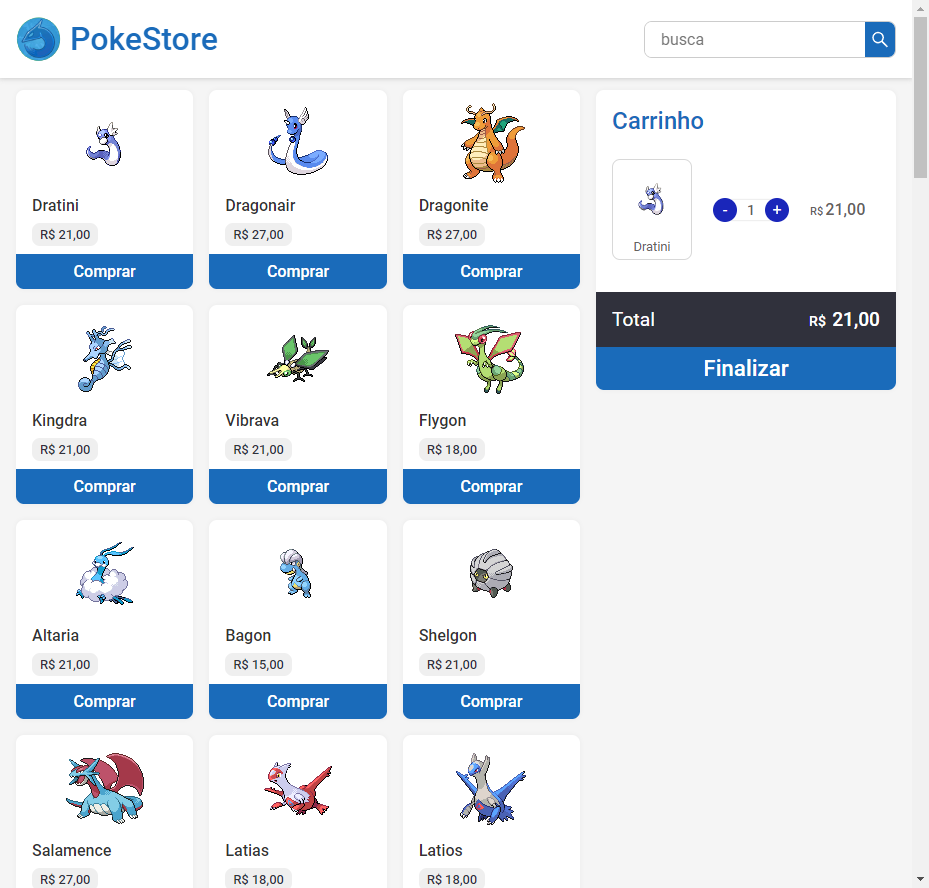 PokeStore
busca
Dratini
R$ 21,00
Comprar
Dragonair
R$ 27,00
Comprar
Dragonite
R$ 27,00
Comprar
Kingdra
R$ 21,00
Comprar
Vibrava
R$ 21,00
Comprar
Flygon
R$ 18,00
Comprar
Altaria
R$ 21,00
Comprar
Bagon
R$ 15,00
Comprar
Shelgon
R$ 21,00
Comprar
Salamence
R$ 27,00
Latias
R$ 18,00
Latios
R$ 18,00
Carrinho
Dratini
- 1 +
R$ 21,00
Total
R$ 21,00
Finalizar